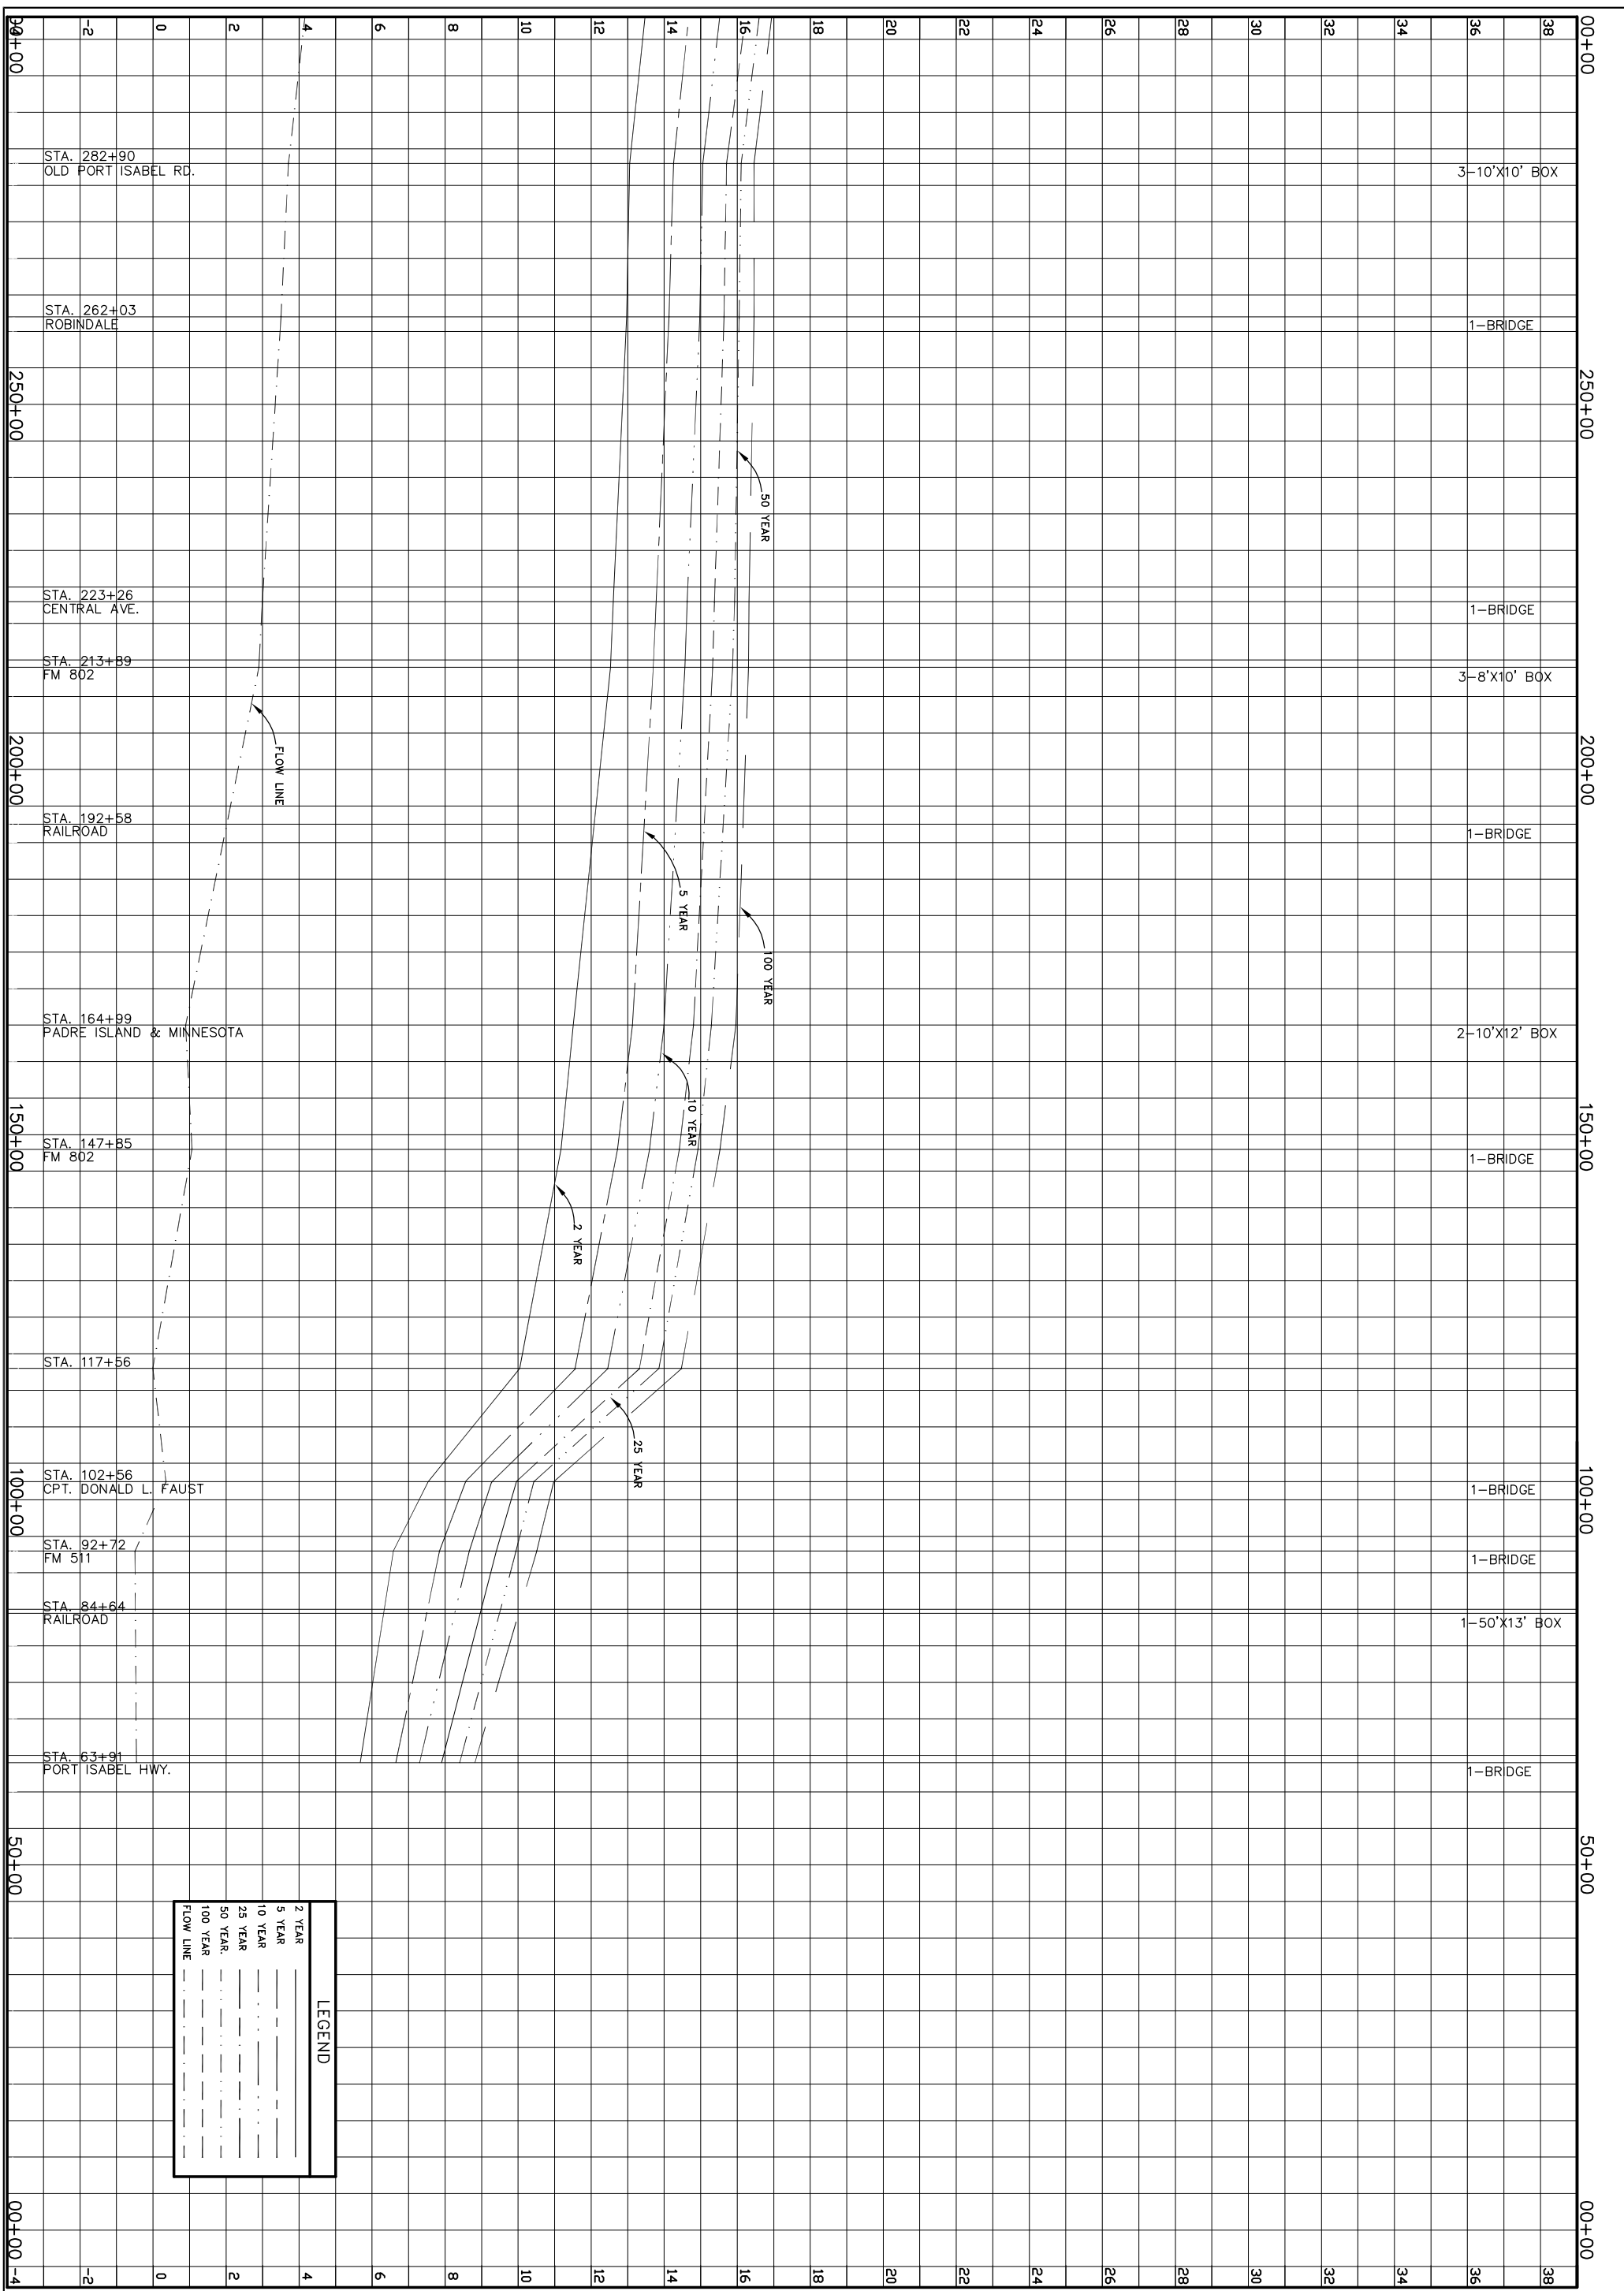 00+00
38
36
34
32
30
28
26
24
22
20
18
16
14
12
10
8
6
4
2
0
-2
00+00
STA. 282+90
OLD PORT ISABEL RD.
3-10'X10' BOX
STA. 262+03
ROBINDALE
1-BRIDGE
250+00
250+00
50 YEAR
STA. 223+26
CENTRAL AVE.
1-BRIDGE
STA. 213+89
FM 802
3-8'X10' BOX
FLOW LINE
200+00
200+00
STA. 192+58
RAILROAD
1-BRIDGE
5 YEAR
100 YEAR
STA. 164+99
PADRE ISLAND & MINNESOTA
2-10'X12' BOX
10 YEAR
150+00
150+00
STA. 147+85
FM 802
1-BRIDGE
2 YEAR
STA. 117+56
25 YEAR
100+00
100+00
STA. 102+56
CPT. DONALD L. FAUST
1-BRIDGE
STA. 92+72
FM 511
1-BRIDGE
STA. 84+64
RAILROAD
1-50'X13' BOX
STA. 63+91
PORT ISABEL HWY.
1-BRIDGE
50+00
50+00
LEGEND
2 YEAR
5 YEAR
10 YEAR
25 YEAR
50 YEAR.
100 YEAR
FLOW LINE
00+00
00+00
38
36
34
32
30
28
26
24
22
20
18
16
14
12
10
8
6
4
2
0
-2
-4